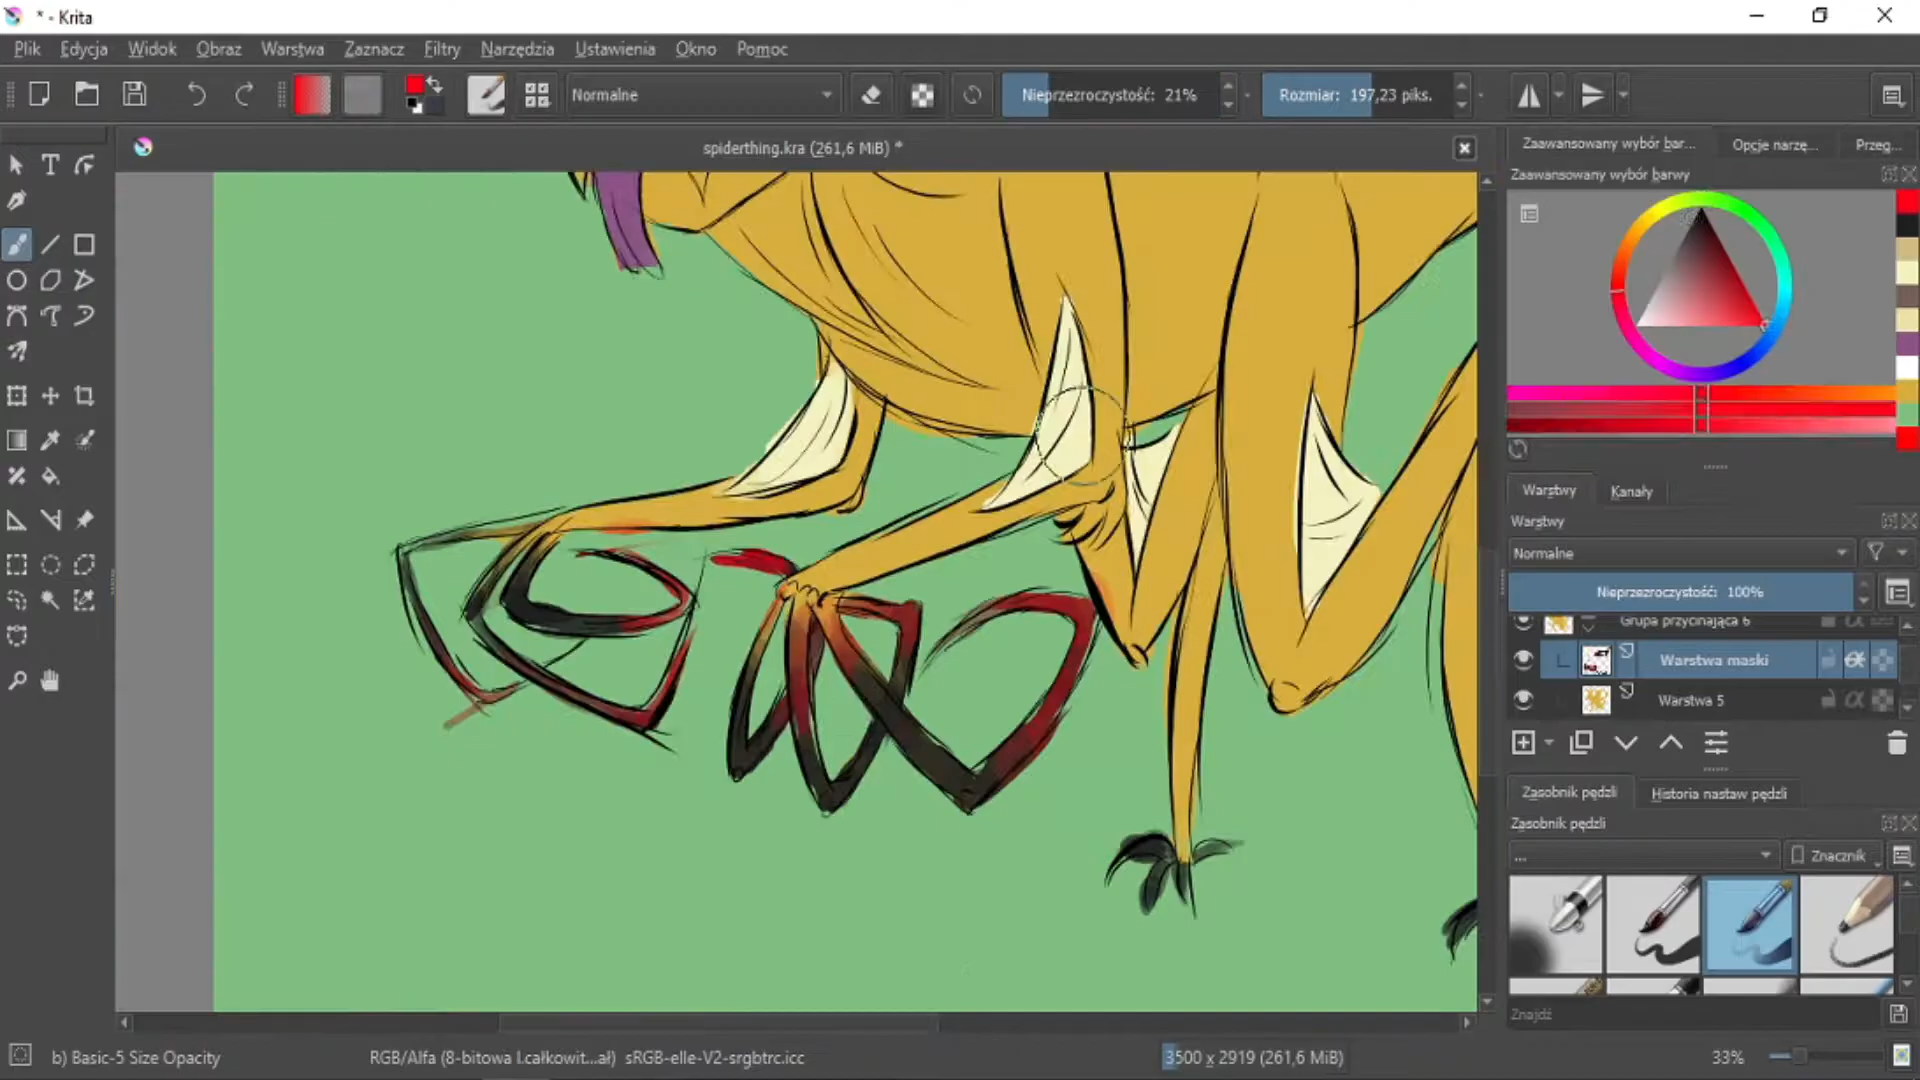 * - Krita
Plik Edycja Widok Obraz Warstwa Zaznacz Filtry Narzędzia Ustawienia Okno Pomoc
Normalne
Nieprzezroczystość: 21%
Rozmiar: 197,23 piks.
spiderthing.kra (261,6 MiB) *
Zaawansowany wybór bar... Opcje narzę... Przeg...
Zaawansowany wybór barwy
Warstwy Kanały
Warstwy
Normalne
Nieprzezroczystość: 100%
Grupa przycinająca 6
Warstwa maski
Warstwa 5
Zasobnik pędzli Historia nastaw pędzli
Zasobnik pędzli
... Znacznik
Znajdź
b) Basic-5 Size Opacity
RGB/Alfa (8-bitowa l.całkowit...ał) sRGB-elle-V2-srgbtrc.icc
3500 x 2919 (261,6 MiB)
33%